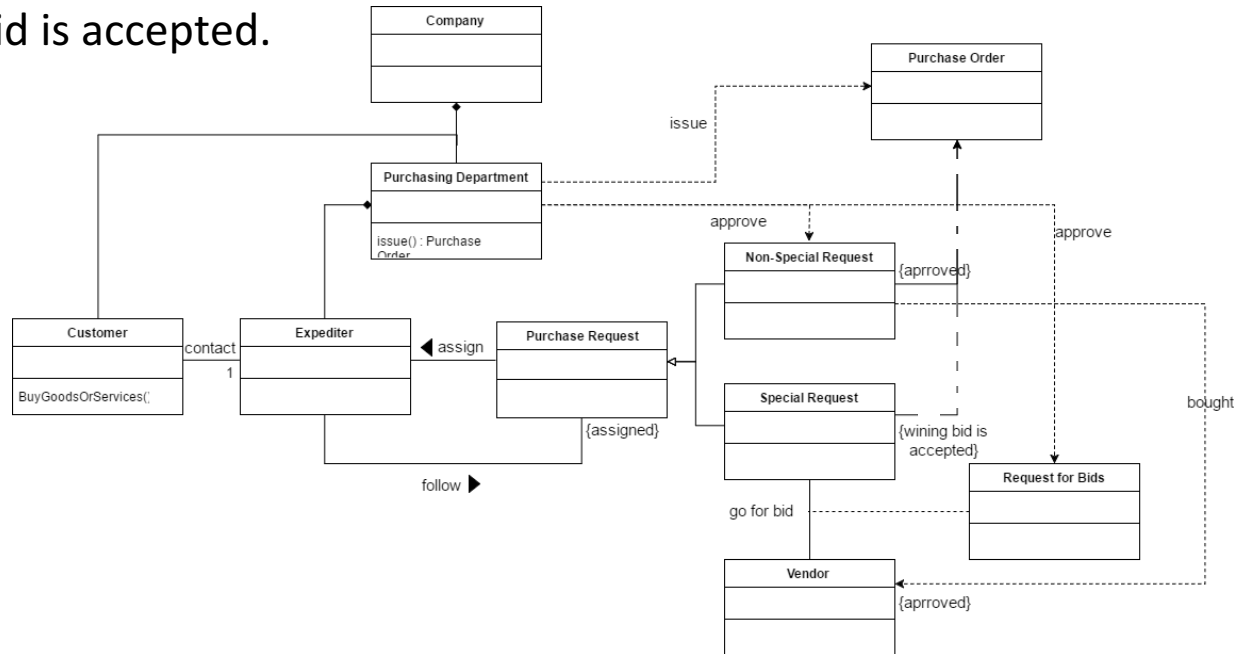 id is accepted.
Company
Purchase Order
issue
Purchasing Department
issue() : Purchase
Order
approve
approve
Non-Special Request
{aprroved}
Customer
Expediter
Purchase Request
assign
contact
1
BuyGoodsOrServices(
Special Request
bought
{assigned}
{wining bid is
accepted}
follow
Request for Bids
go for bid
Vendor
{aprroved}